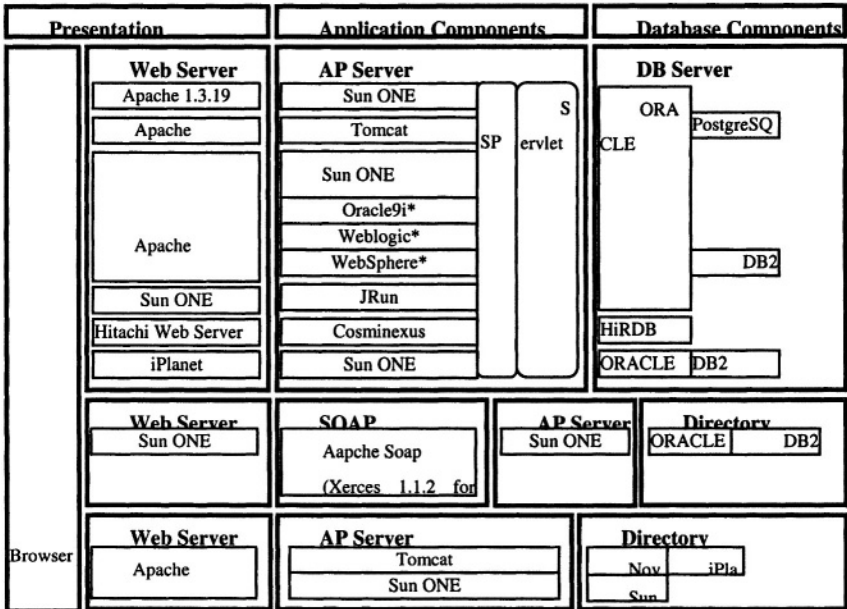 Presentation
Application Components
Database Components
Web Server
AP Server
DB Server
Apache 1.3.19
Sun ONE
S
ORA
Apache
Tomcat
SP
ervlet
CLE
PostgreSQ
Sun ONE
Oracle9i*
Weblogic*
Apache
WebSphere*
DB2
Sun ONE
JRun
Hitachi Web Server
Cosminexus
HiRDB
iPlanet
Sun ONE
ORACLE
DB2
Web Server
SOAP
AP Server
Directory
Sun ONE
Aapche Soap
(Xerces 1.1.2 for
Sun ONE
ORACLE
DB2
Web Server
AP Server
Directory
Browser
Apache
Tomcat
Sun ONE
Nov
iPla
Sun